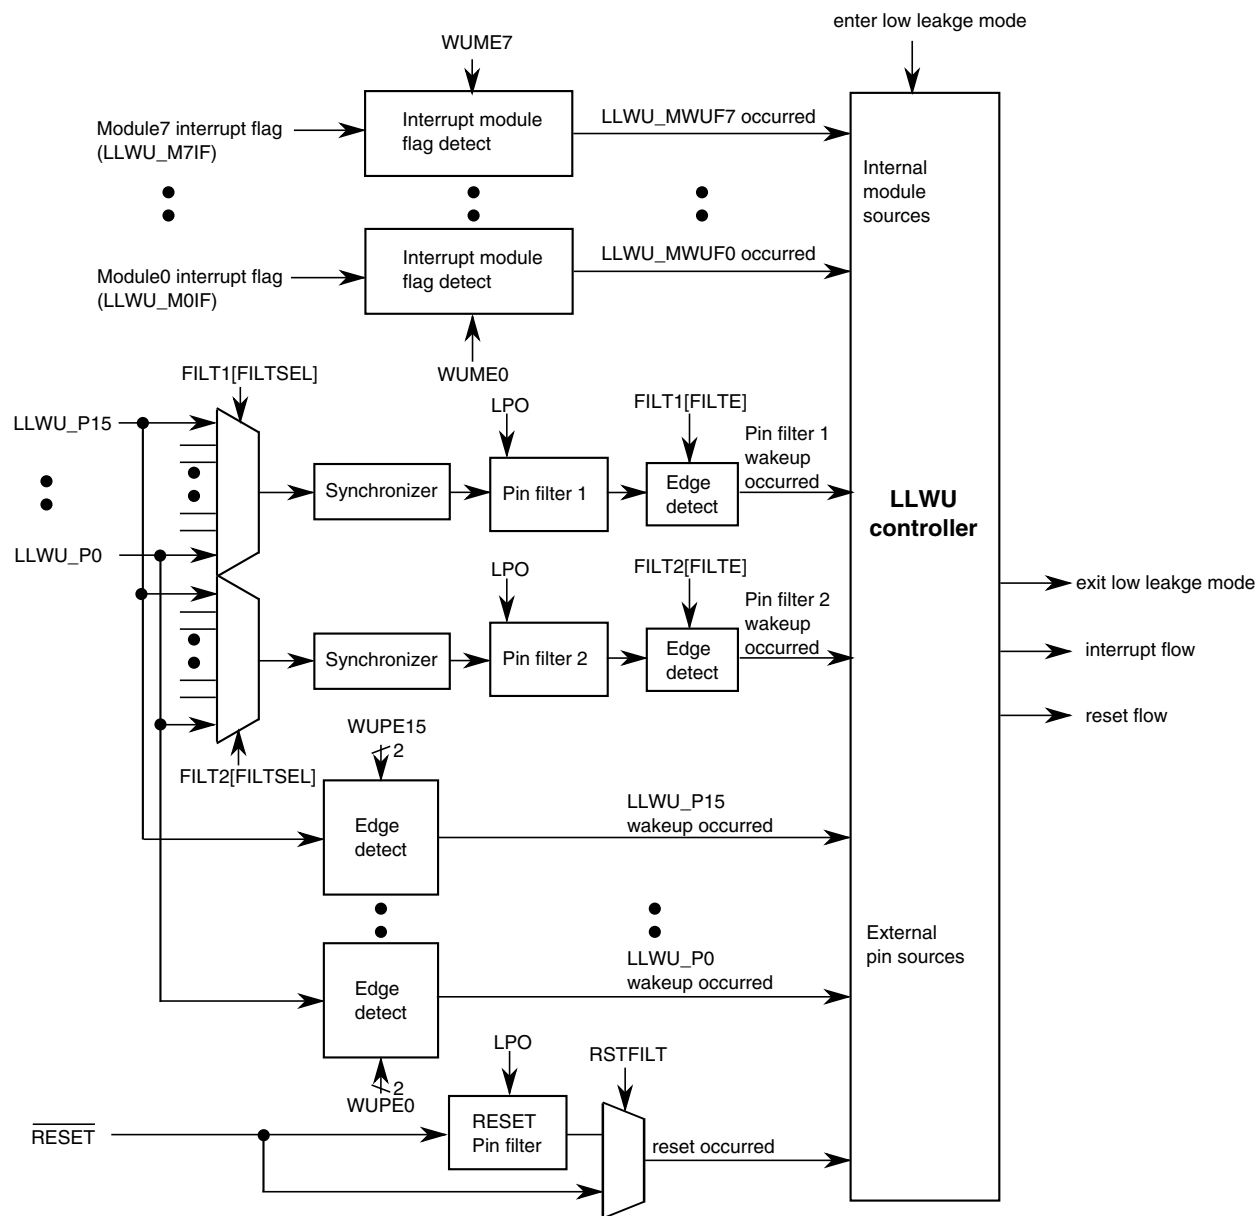 enter low leakge mode
WUME7
Module7 interrupt flag
(LLWU_M7IF)
Interrupt module
flag detect
LLWU_MWUF7 occurred
Internal
module
sources
Module0 interrupt flag
(LLWU_M0IF)
Interrupt module
flag detect
LLWU_MWUF0 occurred
WUME0
FILT1[FILTSEL]
LLWU_P15
LPO
FILT1[FILTE]
Synchronizer
Pin filter 1
Edge
detect
Pin filter 1
wakeup
occurred
LLWU
controller
LLWU_P0
LPO
FILT2[FILTE]
Synchronizer
Pin filter 2
Edge
detect
Pin filter 2
wakeup
occurred
exit low leakge mode
interrupt flow
reset flow
FILT2[FILTSEL]
WUPE15
2
Edge
detect
LLWU_P15
wakeup occurred
External
pin sources
Edge
detect
LLWU_P0
wakeup occurred
2
WUPE0
LPO
RSTFILT
RESET
RESET
Pin filter
reset occurred